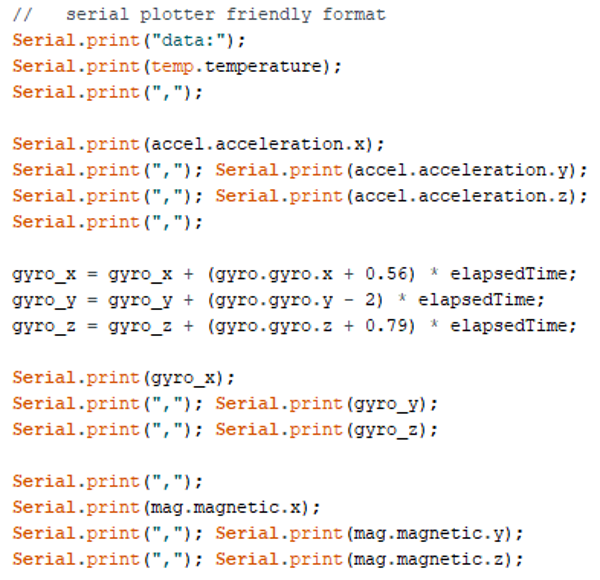 //   serial plotter friendly format
Serial.print("data:");
Serial.print(temp.temperature);
Serial.print(",");
Serial.print(accel.acceleration.x);
Serial.print(","); Serial.print(accel.acceleration.y);
Serial.print(","); Serial.print(accel.acceleration.z);
Serial.print(",");
gyro_x = gyro_x + (gyro.gyro.x + 0.56) * elapsedTime;
gyro_y = gyro_y + (gyro.gyro.y - 2) * elapsedTime;
gyro_z = gyro_z + (gyro.gyro.z + 0.79) * elapsedTime;
Serial.print(gyro_x);
Serial.print(","); Serial.print(gyro_y);
Serial.print(","); Serial.print(gyro_z);
Serial.print(",");
Serial.print(mag.magnetic.x);
Serial.print(","); Serial.print(mag.magnetic.y);
Serial.print(","); Serial.print(mag.magnetic.z);